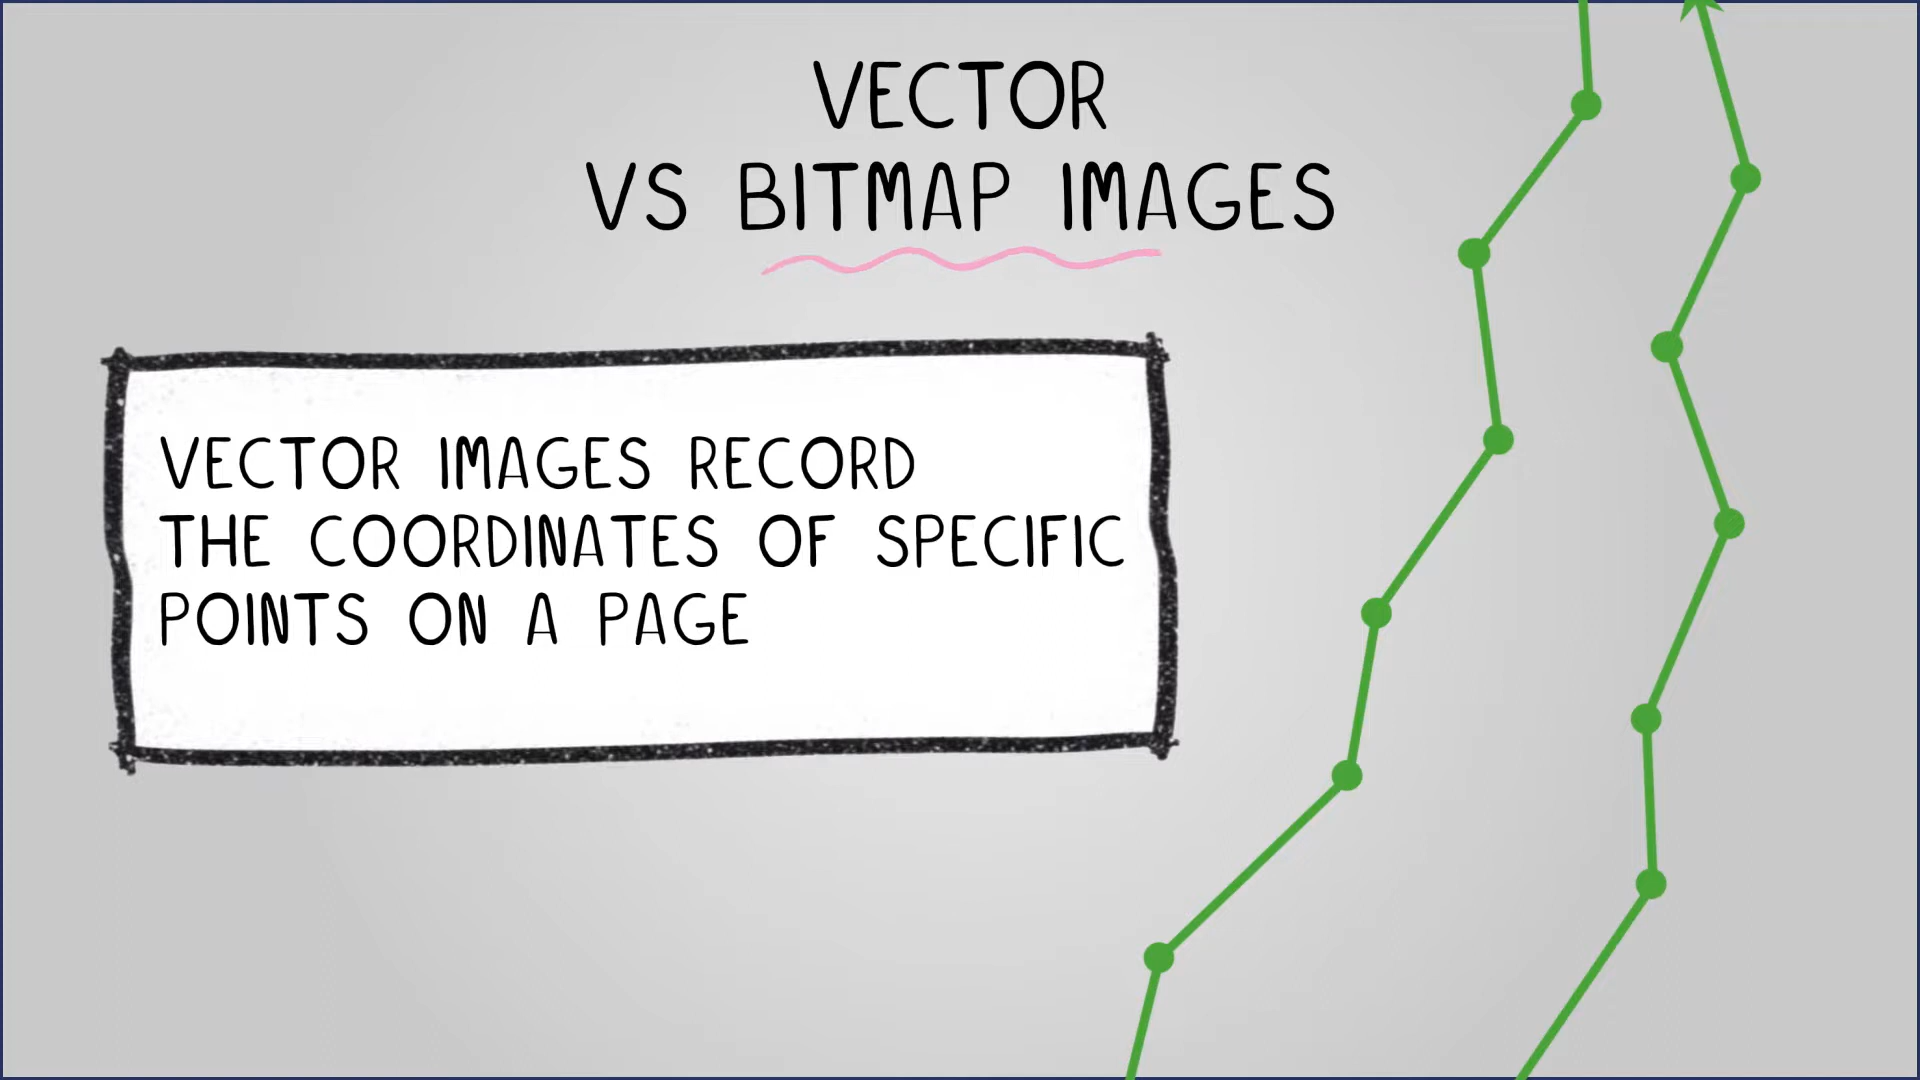 VECTOR
VS BITMAP IMAGES
VECTOR IMAGES RECORD
THE COORDINATES OF SPECIFIC
POINTS ON A PAGE